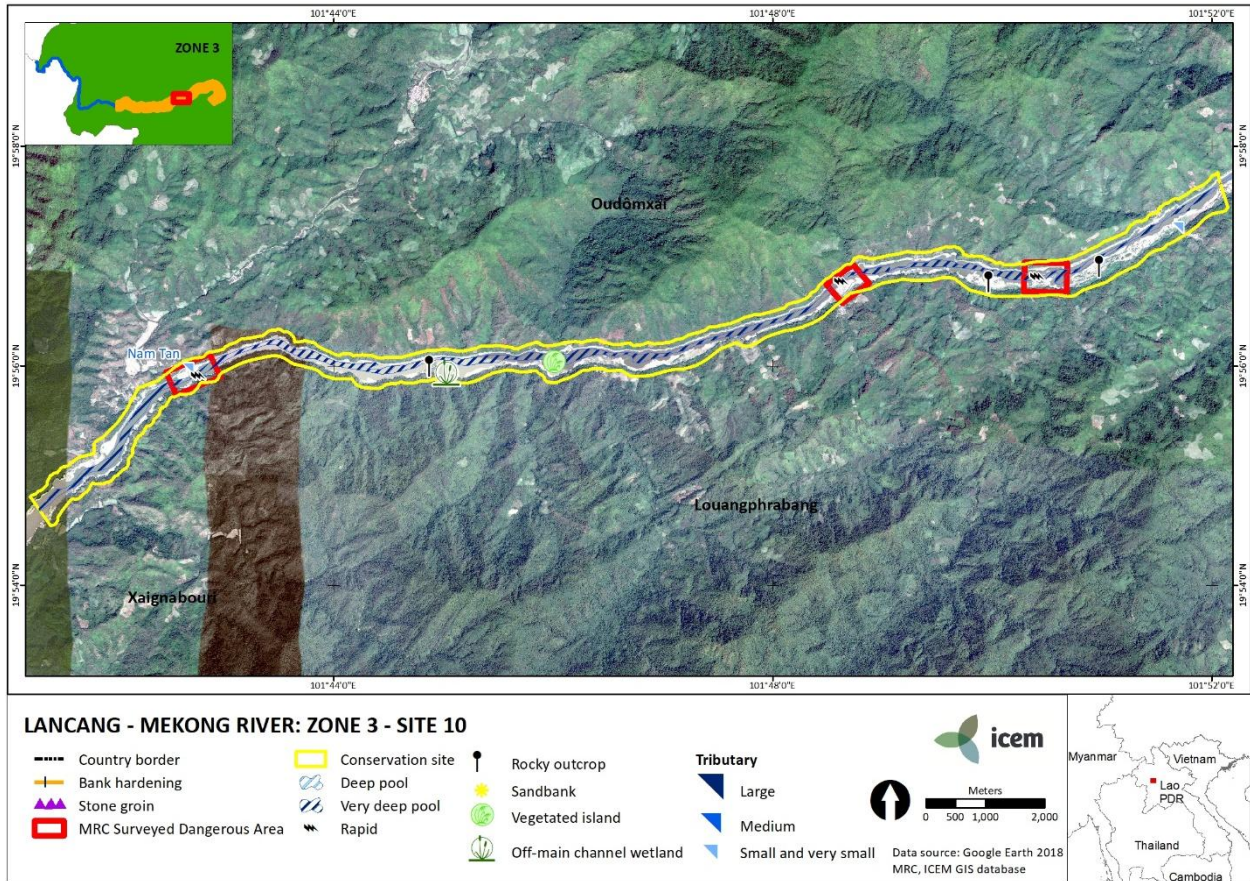 101°44'0"E
101°48'0"E
101°52'0"E
ZONE 3
19°58'0"N
19°58'0"N
Oudômxai
Nam Tan
19°56'0"N
19°56'0"N
Louangphrabang
19°54'0"N
19°54'0"N
Xaignabouri
101°44'0"E
101°48'0"E
101°52'0"E
LANCANG - MEKONG RIVER: ZONE 3 - SITE 10
Country border
Bank hardening
Stone groin
MRC Surveyed Dangerous Area
Conservation site
Deep pool
Very deep pool
Rapid
Rocky outcrop
Sandbank
Vegetated island
Off-main channel wetland
Tributary
Large
Medium
Small and very small
icem
Meters
0 500 1,000 2,000
Data source: Google Earth 2018
MRC, ICEM GIS database
Myanmar
Vietnam
Lao
PDR
Thailand
Cambodia